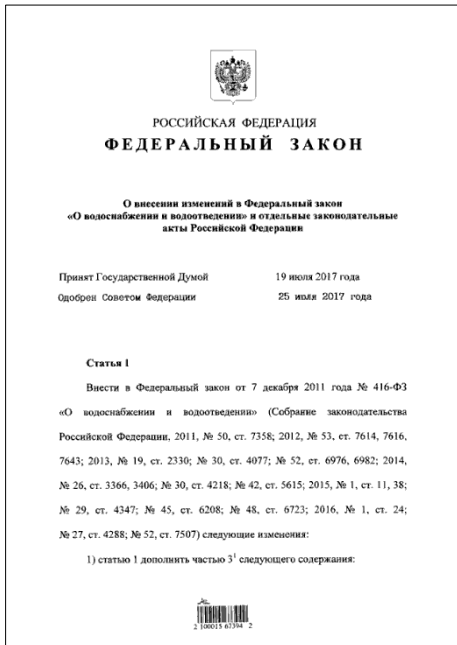 РОССИЙСКАЯ ФЕДЕРАЦИЯ
ФЕДЕРАЛЬНЫЙ ЗАКОН
О внесении изменений в Федеральный закон
«О водоснабжении и водоотведении» и отдельные законодательные
акты Российской Федерации
Принят Государственной Думой 19 июля 2017 года
Одобрен Советом Федерации 25 июля 2017 года
Статья 1
Внести в Федеральный закон от 7 декабря 2011 года № 416-ФЗ
«О водоснабжении и водоотведении» (Собрание законодательства
Российской Федерации, 2011, № 50, ст. 7358; 2012, № 53, ст. 7614, 7616,
7643; 2013, № 19, ст. 2330; № 30, ст. 4077; № 52, ст. 6976, 6982; 2014,
№ 26, ст. 3366, 3406; № 30, ст. 4218; № 42, ст. 5615; 2015, № 1, ст. 11, 38;
№ 29, ст. 4347; № 45, ст. 6208; № 48, ст. 6723; 2016, № 1, ст. 24;
№ 27, ст. 4288; № 52, ст. 7507) следующие изменения:
1) статью 1 дополнить частью 3¹ следующего содержания:
2 100015 67394 2